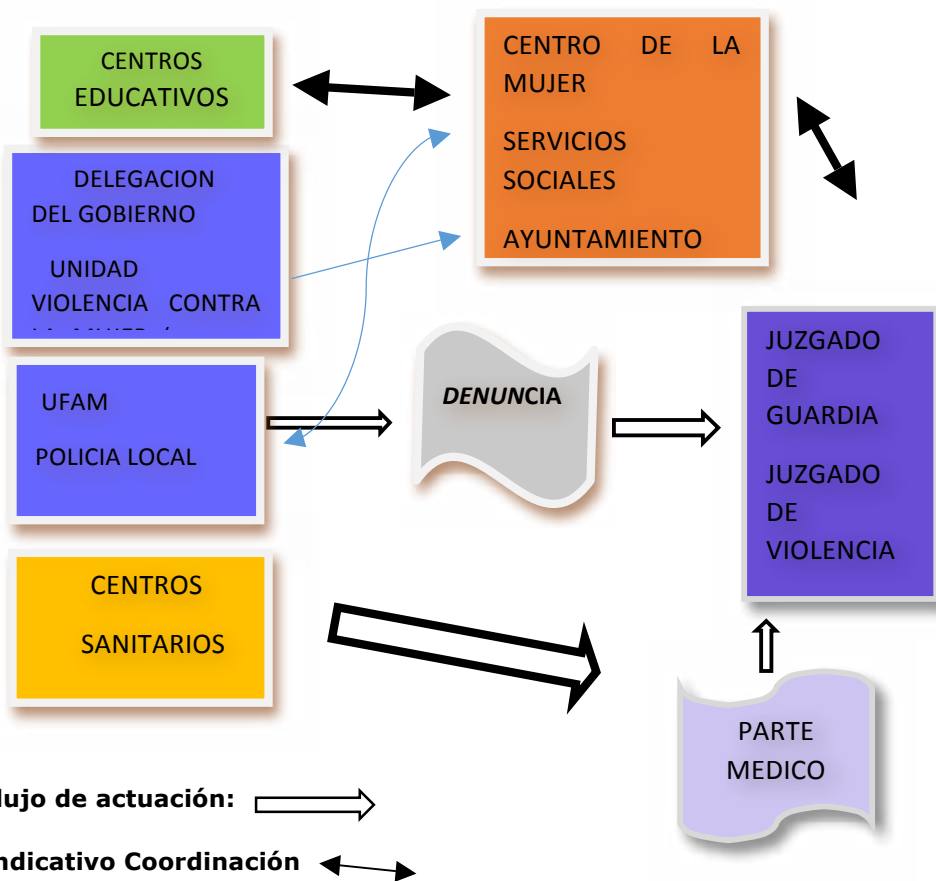 CENTROS
EDUCATIVOS
CENTRO DE LA
MUJER
SERVICIOS
SOCIALES
AYUNTAMIENTO
DELEGACION
DEL GOBIERNO
UNIDAD
VIOLENCIA CONTRA
UFAM
POLICIA LOCAL
DENUNCIA
JUZGADO
DE
GUARDIA
JUZGADO
DE
VIOLENCIA
CENTROS
SANITARIOS
PARTE
MEDICO
lujo de actuación:
ndicativo Coordinación